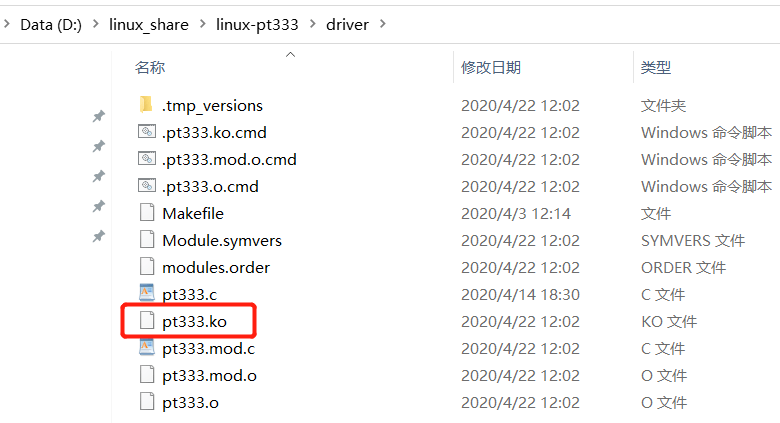 Data (D:) linux_share linux-pt333 driver
名称 修改日期 类型
.tmp_versions 2020/4/22 12:02 文件夹
.pt333.ko.cmd 2020/4/22 12:02 Windows 命令脚本
.pt333.mod.o.cmd 2020/4/22 12:02 Windows 命令脚本
.pt333.o.cmd 2020/4/22 12:02 Windows 命令脚本
Makefile 2020/4/3 12:14 文件
Module.symvers 2020/4/22 12:02 SYMVERS 文件
modules.order 2020/4/22 12:02 ORDER 文件
pt333.c 2020/4/14 18:30 C 文件
pt333.ko 2020/4/22 12:02 KO 文件
pt333.mod.c 2020/4/22 12:02 C 文件
pt333.mod.o 2020/4/22 12:02 O 文件
pt333.o 2020/4/22 12:02 O 文件